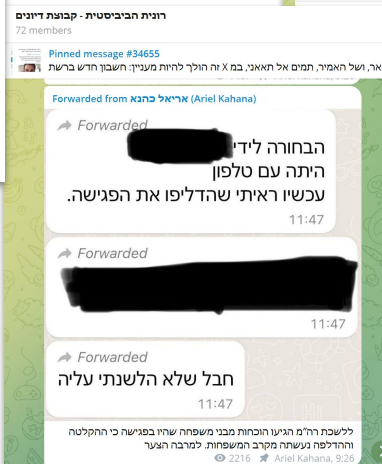 רונית הביביסטית - קבוצת דיונים
72 members
Pinned message #34655
אר, ושל האמיר, תמים אל תאאני, במ X זה הולך להיות מעניין: חשבון חדש ברשת
Forwarded from אריאל כהנא (Ariel Kahana)
Forwarded
הבחורה לידי
היתה עם טלפון
עכשיו ראיתי שהדליפו את הפגישה.
11:47
Forwarded
11:47
Forwarded
חבל שלא הלשנתי עליה
11:47
ללשכת רה״מ הגיעו הוכחות מבני משפחה שהיו בפגישה כי ההקלטה
וההדלפה נעשתה מקרב המשפחות. למרבה הצער
2216 Ariel Kahana, 9:26